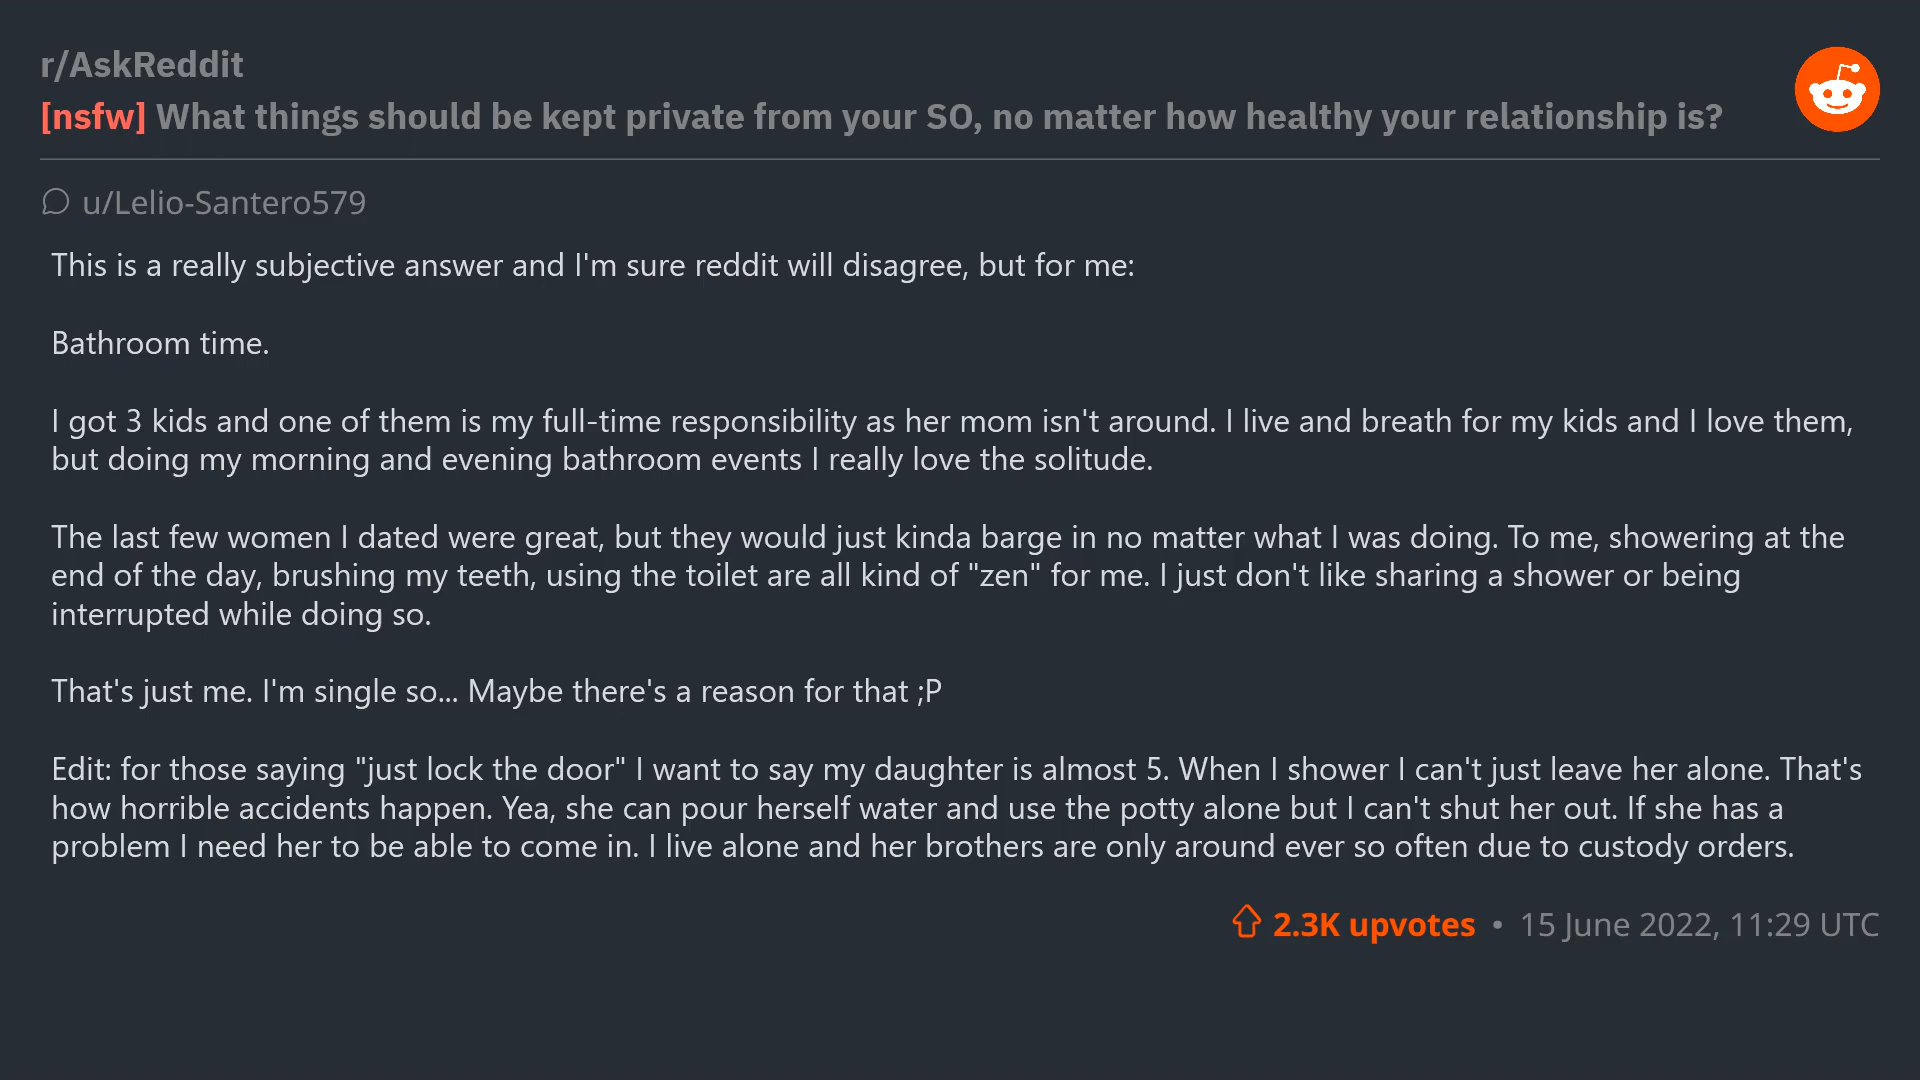 r/AskReddit
[nsfw] What things should be kept private from your SO, no matter how healthy your relationship is?
u/Lelio-Santero579
This is a really subjective answer and I'm sure reddit will disagree, but for me:
Bathroom time.
I got 3 kids and one of them is my full-time responsibility as her mom isn't around. I live and breath for my kids and I love them,
but doing my morning and evening bathroom events I really love the solitude.
The last few women I dated were great, but they would just kinda barge in no matter what I was doing. To me, showering at the
end of the day, brushing my teeth, using the toilet are all kind of "zen" for me. I just don't like sharing a shower or being
interrupted while doing so.
That's just me. I'm single so... Maybe there's a reason for that ;P
Edit: for those saying "just lock the door" I want to say my daughter is almost 5. When I shower I can't just leave her alone. That's
how horrible accidents happen. Yea, she can pour herself water and use the potty alone but I can't shut her out. If she has a
problem I need her to be able to come in. I live alone and her brothers are only around ever so often due to custody orders.
2.3K upvotes • 15 June 2022, 11:29 UTC